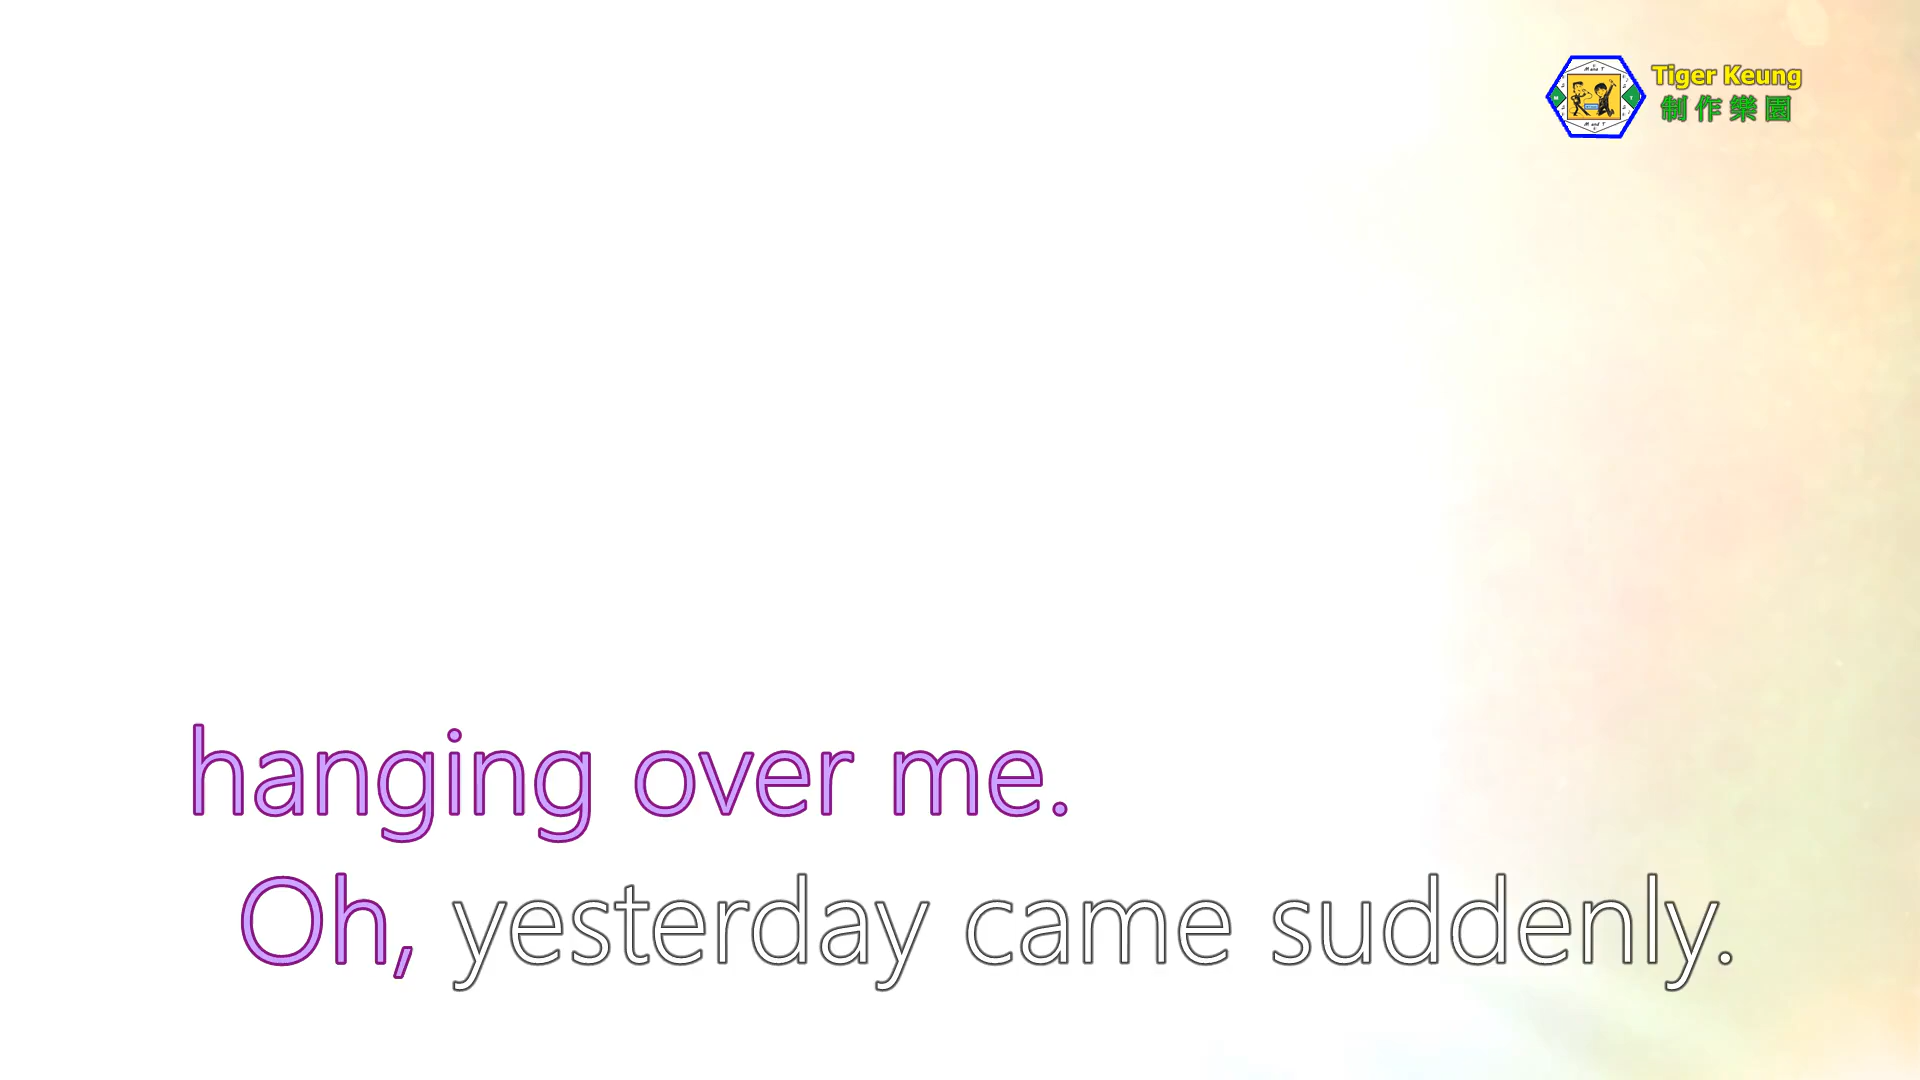 Tiger Keung
制作樂園
hanging over me.
Oh, yesterday came suddenly.